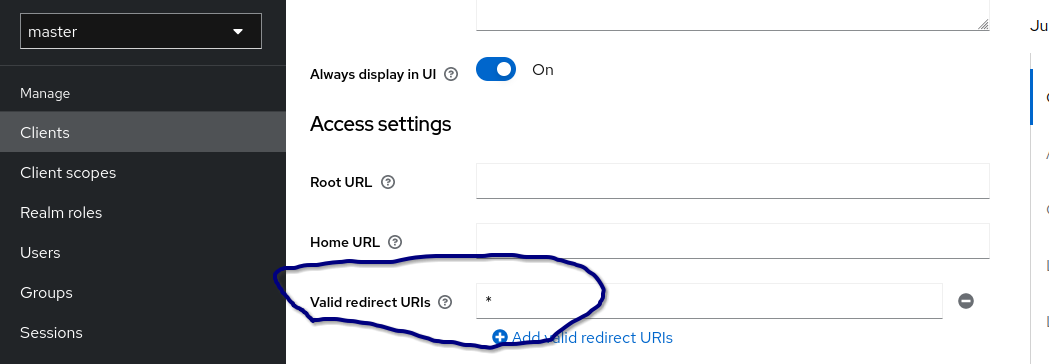 master
Manage
Clients
Client scopes
Realm roles
Users
Groups
Sessions
Always display in UI
On
Access settings
Root URL
Home URL
Valid redirect URIs
*
Add valid redirect URIs
Ju